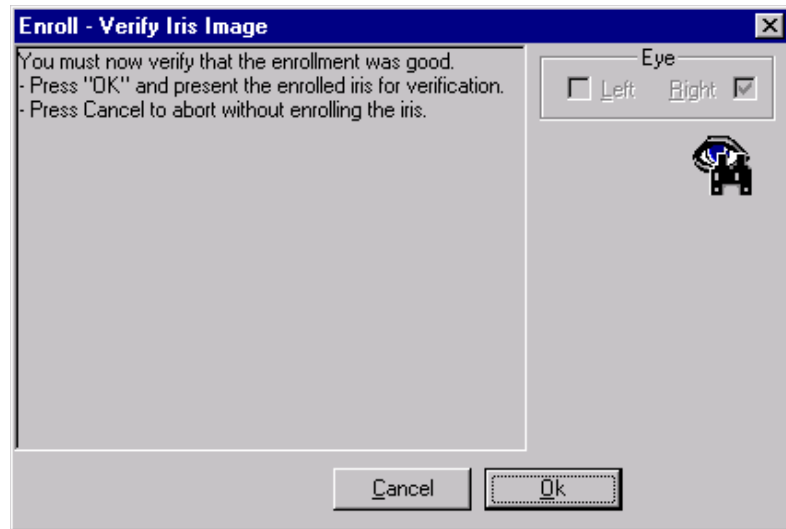 Enroll - Verify Iris Image
You must now verify that the enrollment was good.
- Press "OK" and present the enrolled iris for verification.
- Press Cancel to abort without enrolling the iris.
Eye
Left Right
Cancel Ok